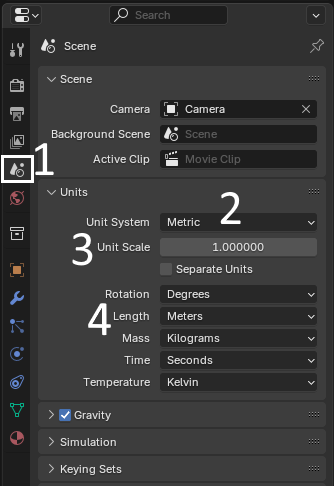 Search
Scene
Scene
Camera Camera
Background Scene Scene
Active Clip Movie Clip
1
Units
Unit System Metric 2
3 Unit Scale 1.000000
Separate Units
Rotation Degrees
4 Length Meters
Mass Kilograms
Time Seconds
Temperature Kelvin
Gravity
Simulation
Keying Sets